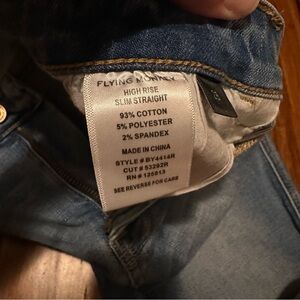 FLYING MONKEY
HIGH RISE
SLIM STRAIGHT
93% COTTON
5% POLYESTER
2% SPANDEX
MADE IN CHINA
STYLE # BY4414R
CUT # 53292R
RN # 125813
SEE REVERSE FOR CARE